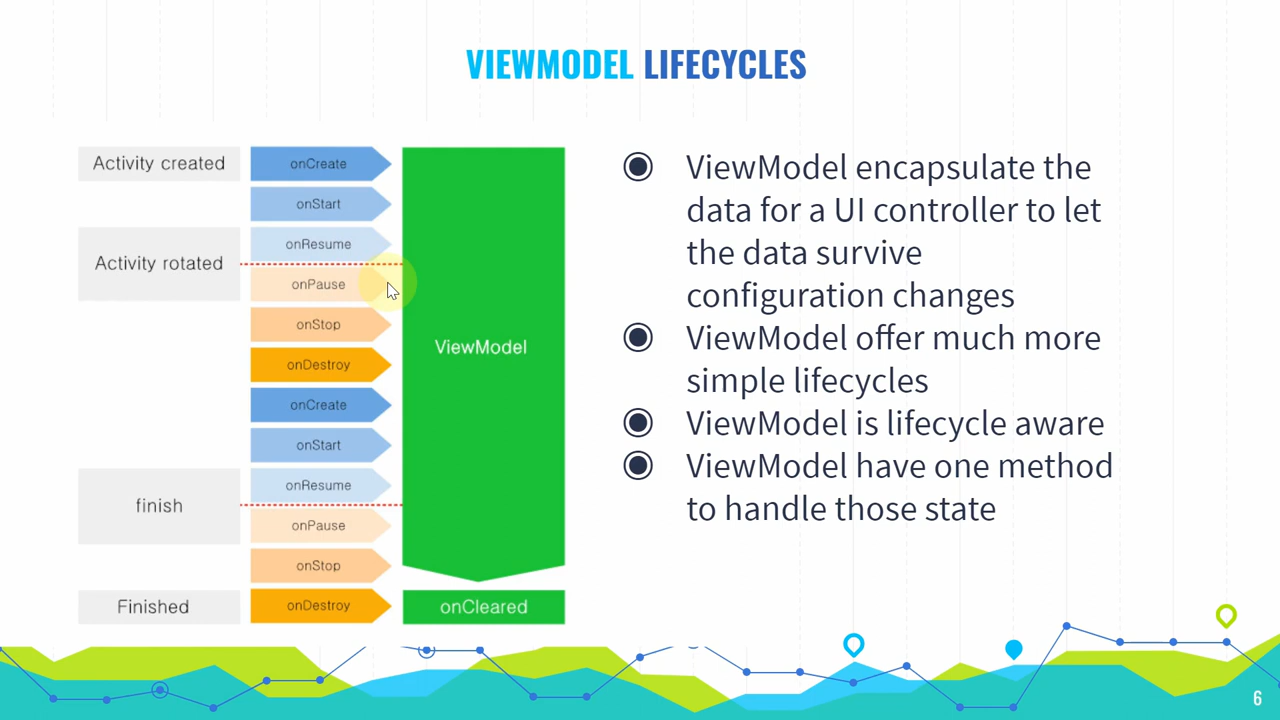 VIEWMODEL LIFECYCLES
Activity created
onCreate
onStart
onResume
Activity rotated
onPause
onStop
onDestroy
onCreate
onStart
onResume
finish
onPause
onStop
Finished
onDestroy
ViewModel
onCleared
ViewModel encapsulate the
data for a UI controller to let
the data survive
configuration changes
ViewModel offer much more
simple lifecycles
ViewModel is lifecycle aware
ViewModel have one method
to handle those state
6